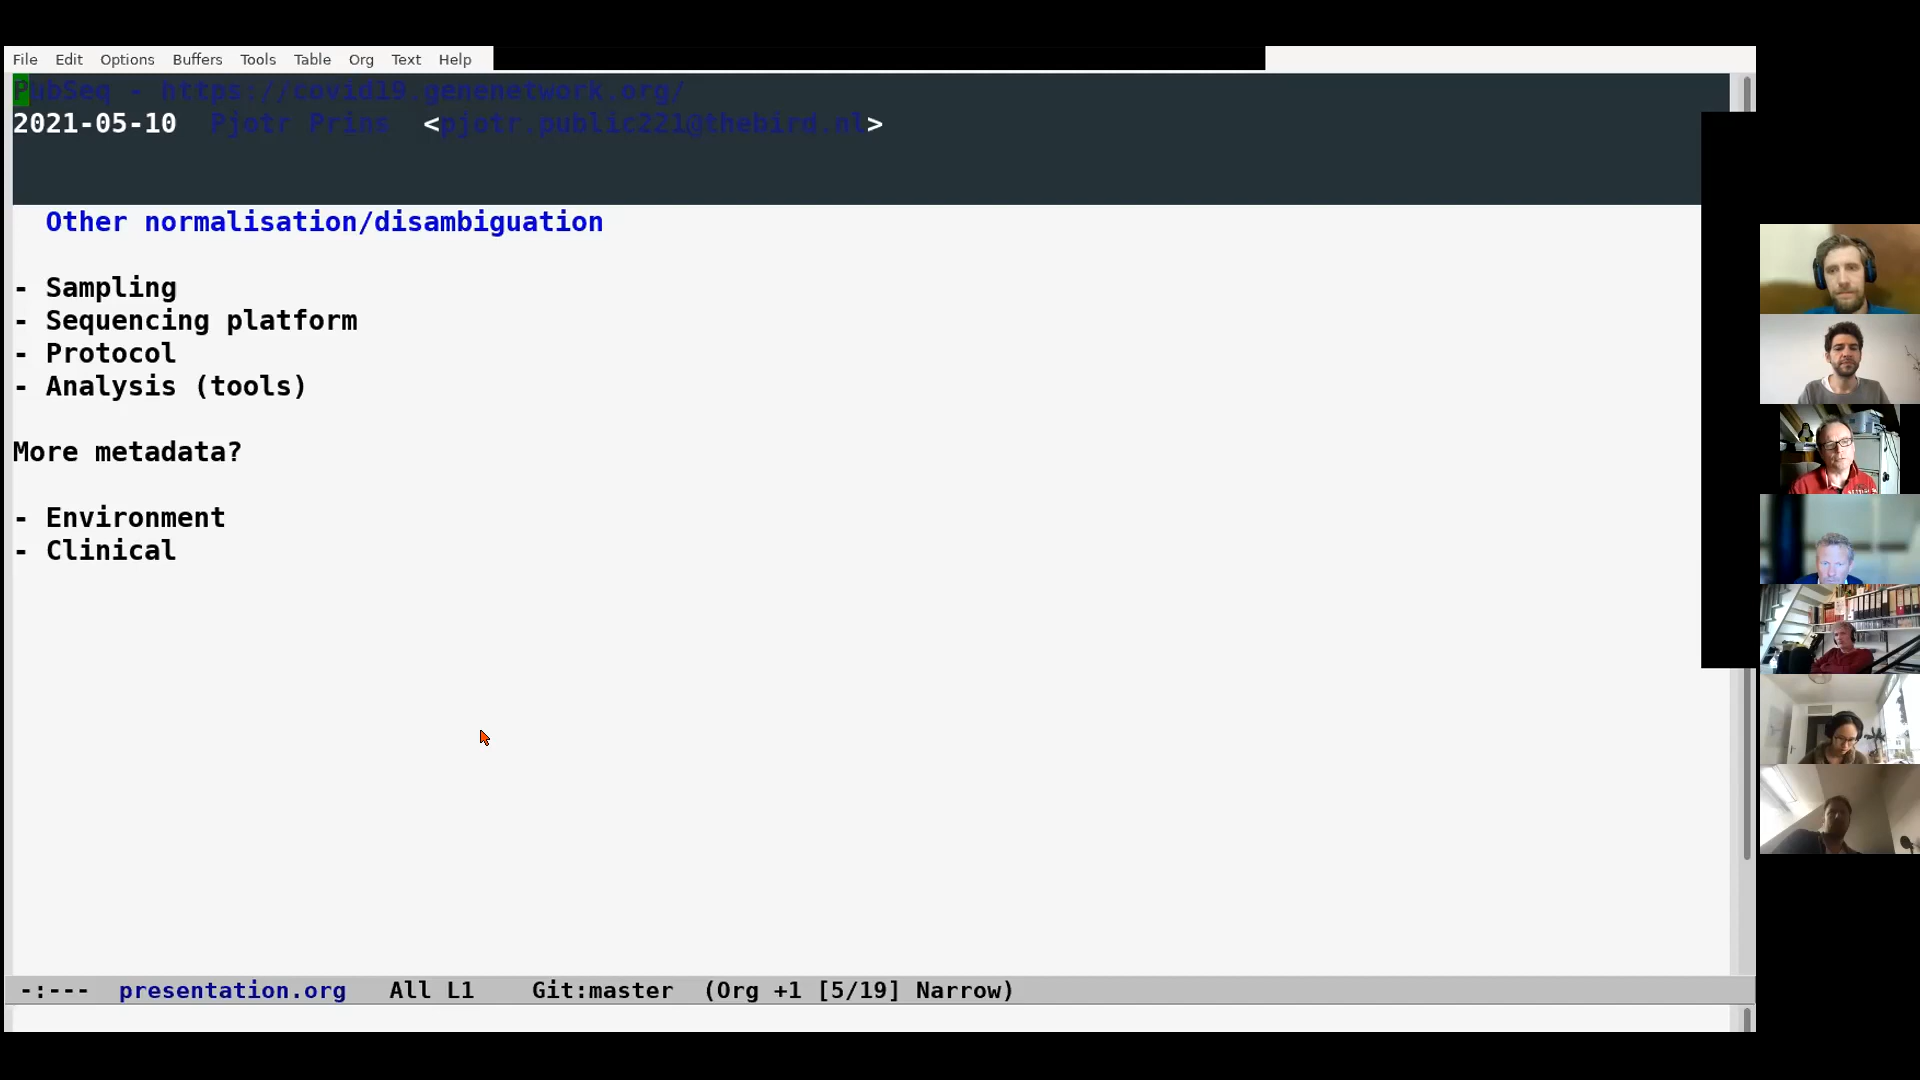 File Edit Options Buffers Tools Table Org Text Help
PubSeq - https://covid19.genenetwork.org/
2021-05-10 Pjotr Prins <pjotr.public221@thebird.nl>
Other normalisation/disambiguation
- Sampling
- Sequencing platform
- Protocol
- Analysis (tools)
More metadata?
- Environment
- Clinical
-:--- presentation.org All L1 Git:master (Org +1 [5/19] Narrow)